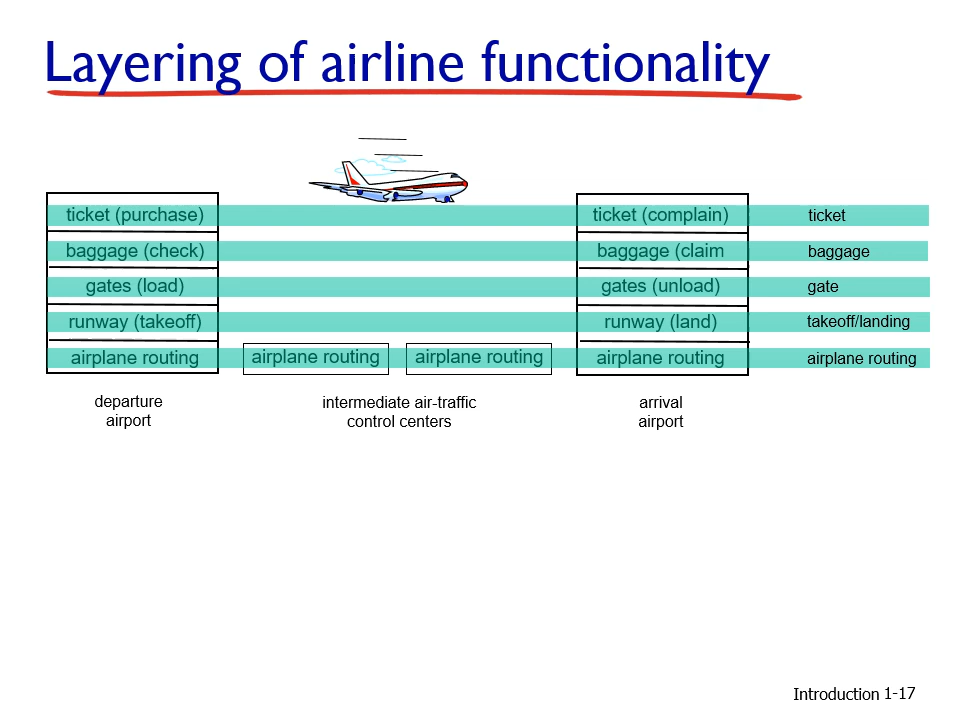 Layering of airline functionality
ticket (purchase)
baggage (check)
gates (load)
runway (takeoff)
airplane routing
departure
airport
airplane routing
airplane routing
intermediate air-traffic
control centers
ticket (complain)
baggage (claim
gates (unload)
runway (land)
airplane routing
arrival
airport
ticket
baggage
gate
takeoff/landing
airplane routing
Introduction 1-17